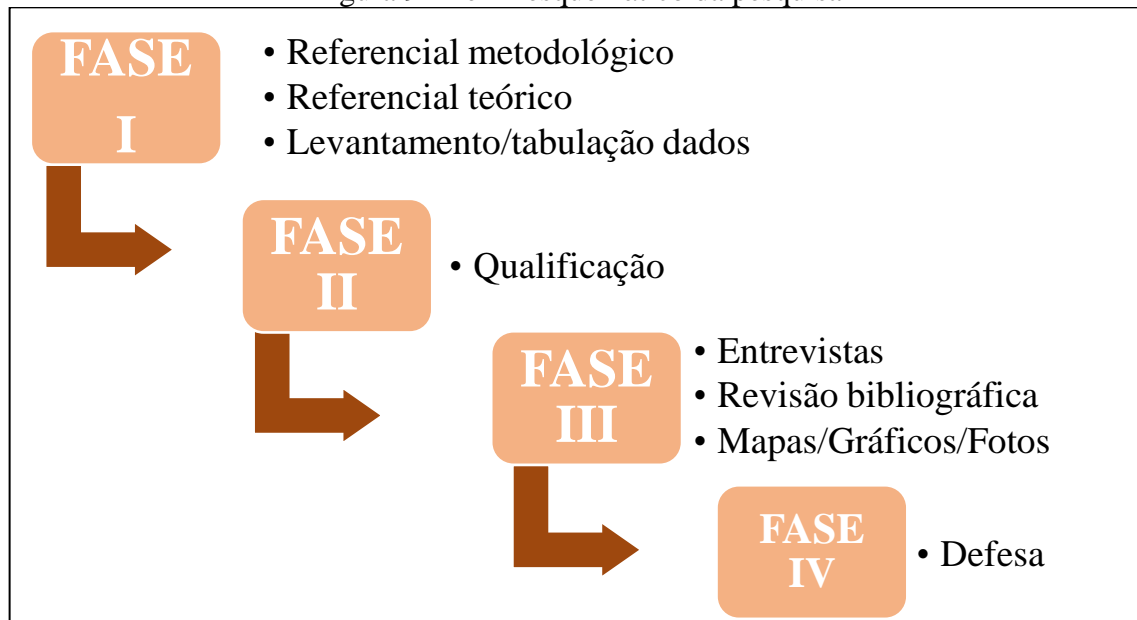 FASE
I
• Referencial metodológico
• Referencial teórico
• Levantamento/tabulação dados
FASE
II
• Qualificação
FASE
III
• Entrevistas
• Revisão bibliográfica
• Mapas/Gráficos/Fotos
FASE
IV
• Defesa